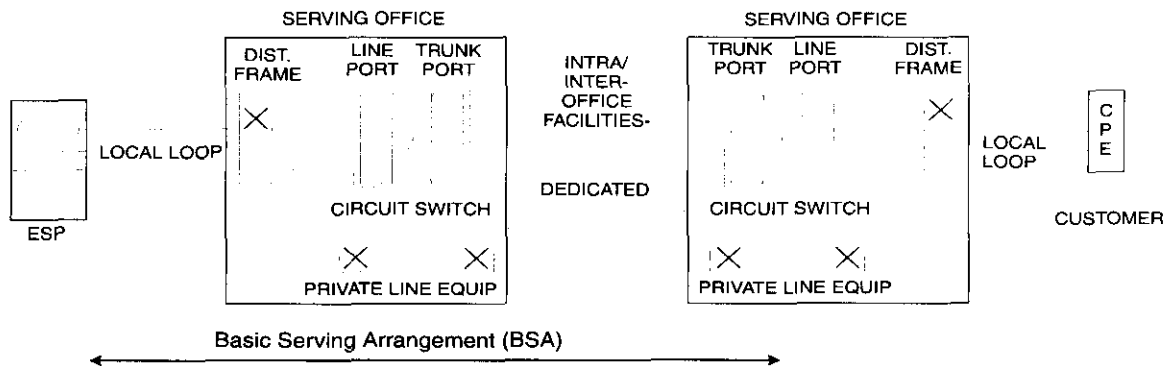 SERVING OFFICE
DIST.
FRAME
LINE
PORT
TRUNK
PORT
ESP
LOCAL LOOP
CIRCUIT SWITCH
PRIVATE LINE EQUIP
INTRA/
INTER-
OFFICE
FACILITIES-
DEDICATED
SERVING OFFICE
TRUNK
PORT
LINE
PORT
DIST.
FRAME
CIRCUIT SWITCH
PRIVATE LINE EQUIP
LOCAL
LOOP
CPE
CUSTOMER
Basic Serving Arrangement (BSA)